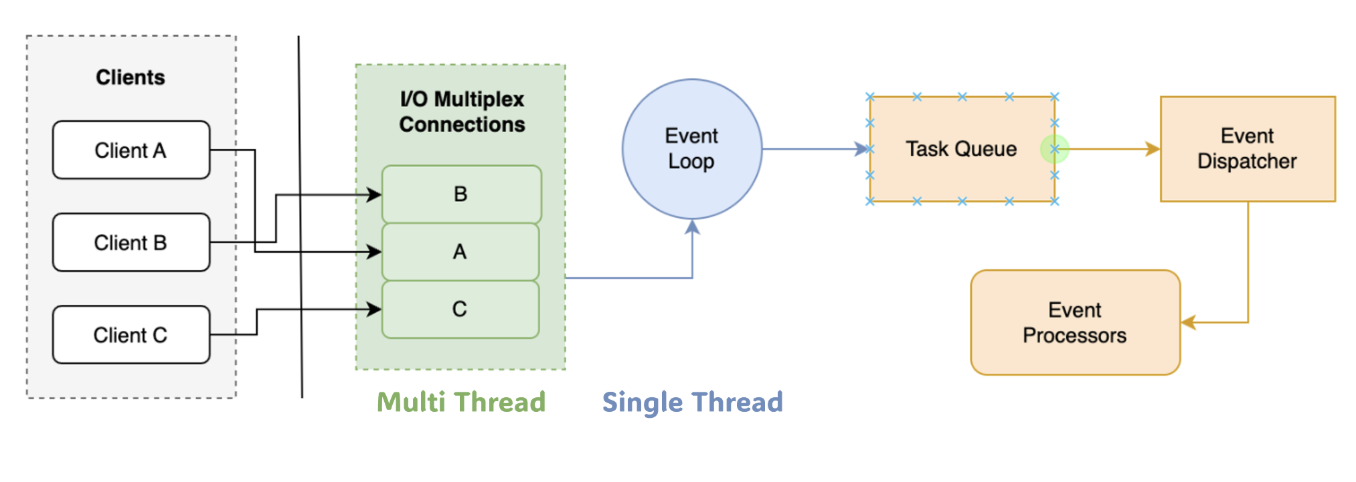 Clients
Client A
Client B
Client C
I/O Multiplex
Connections
B
A
C
Multi Thread
Event
Loop
Single Thread
Task Queue
Event
Dispatcher
Event
Processors